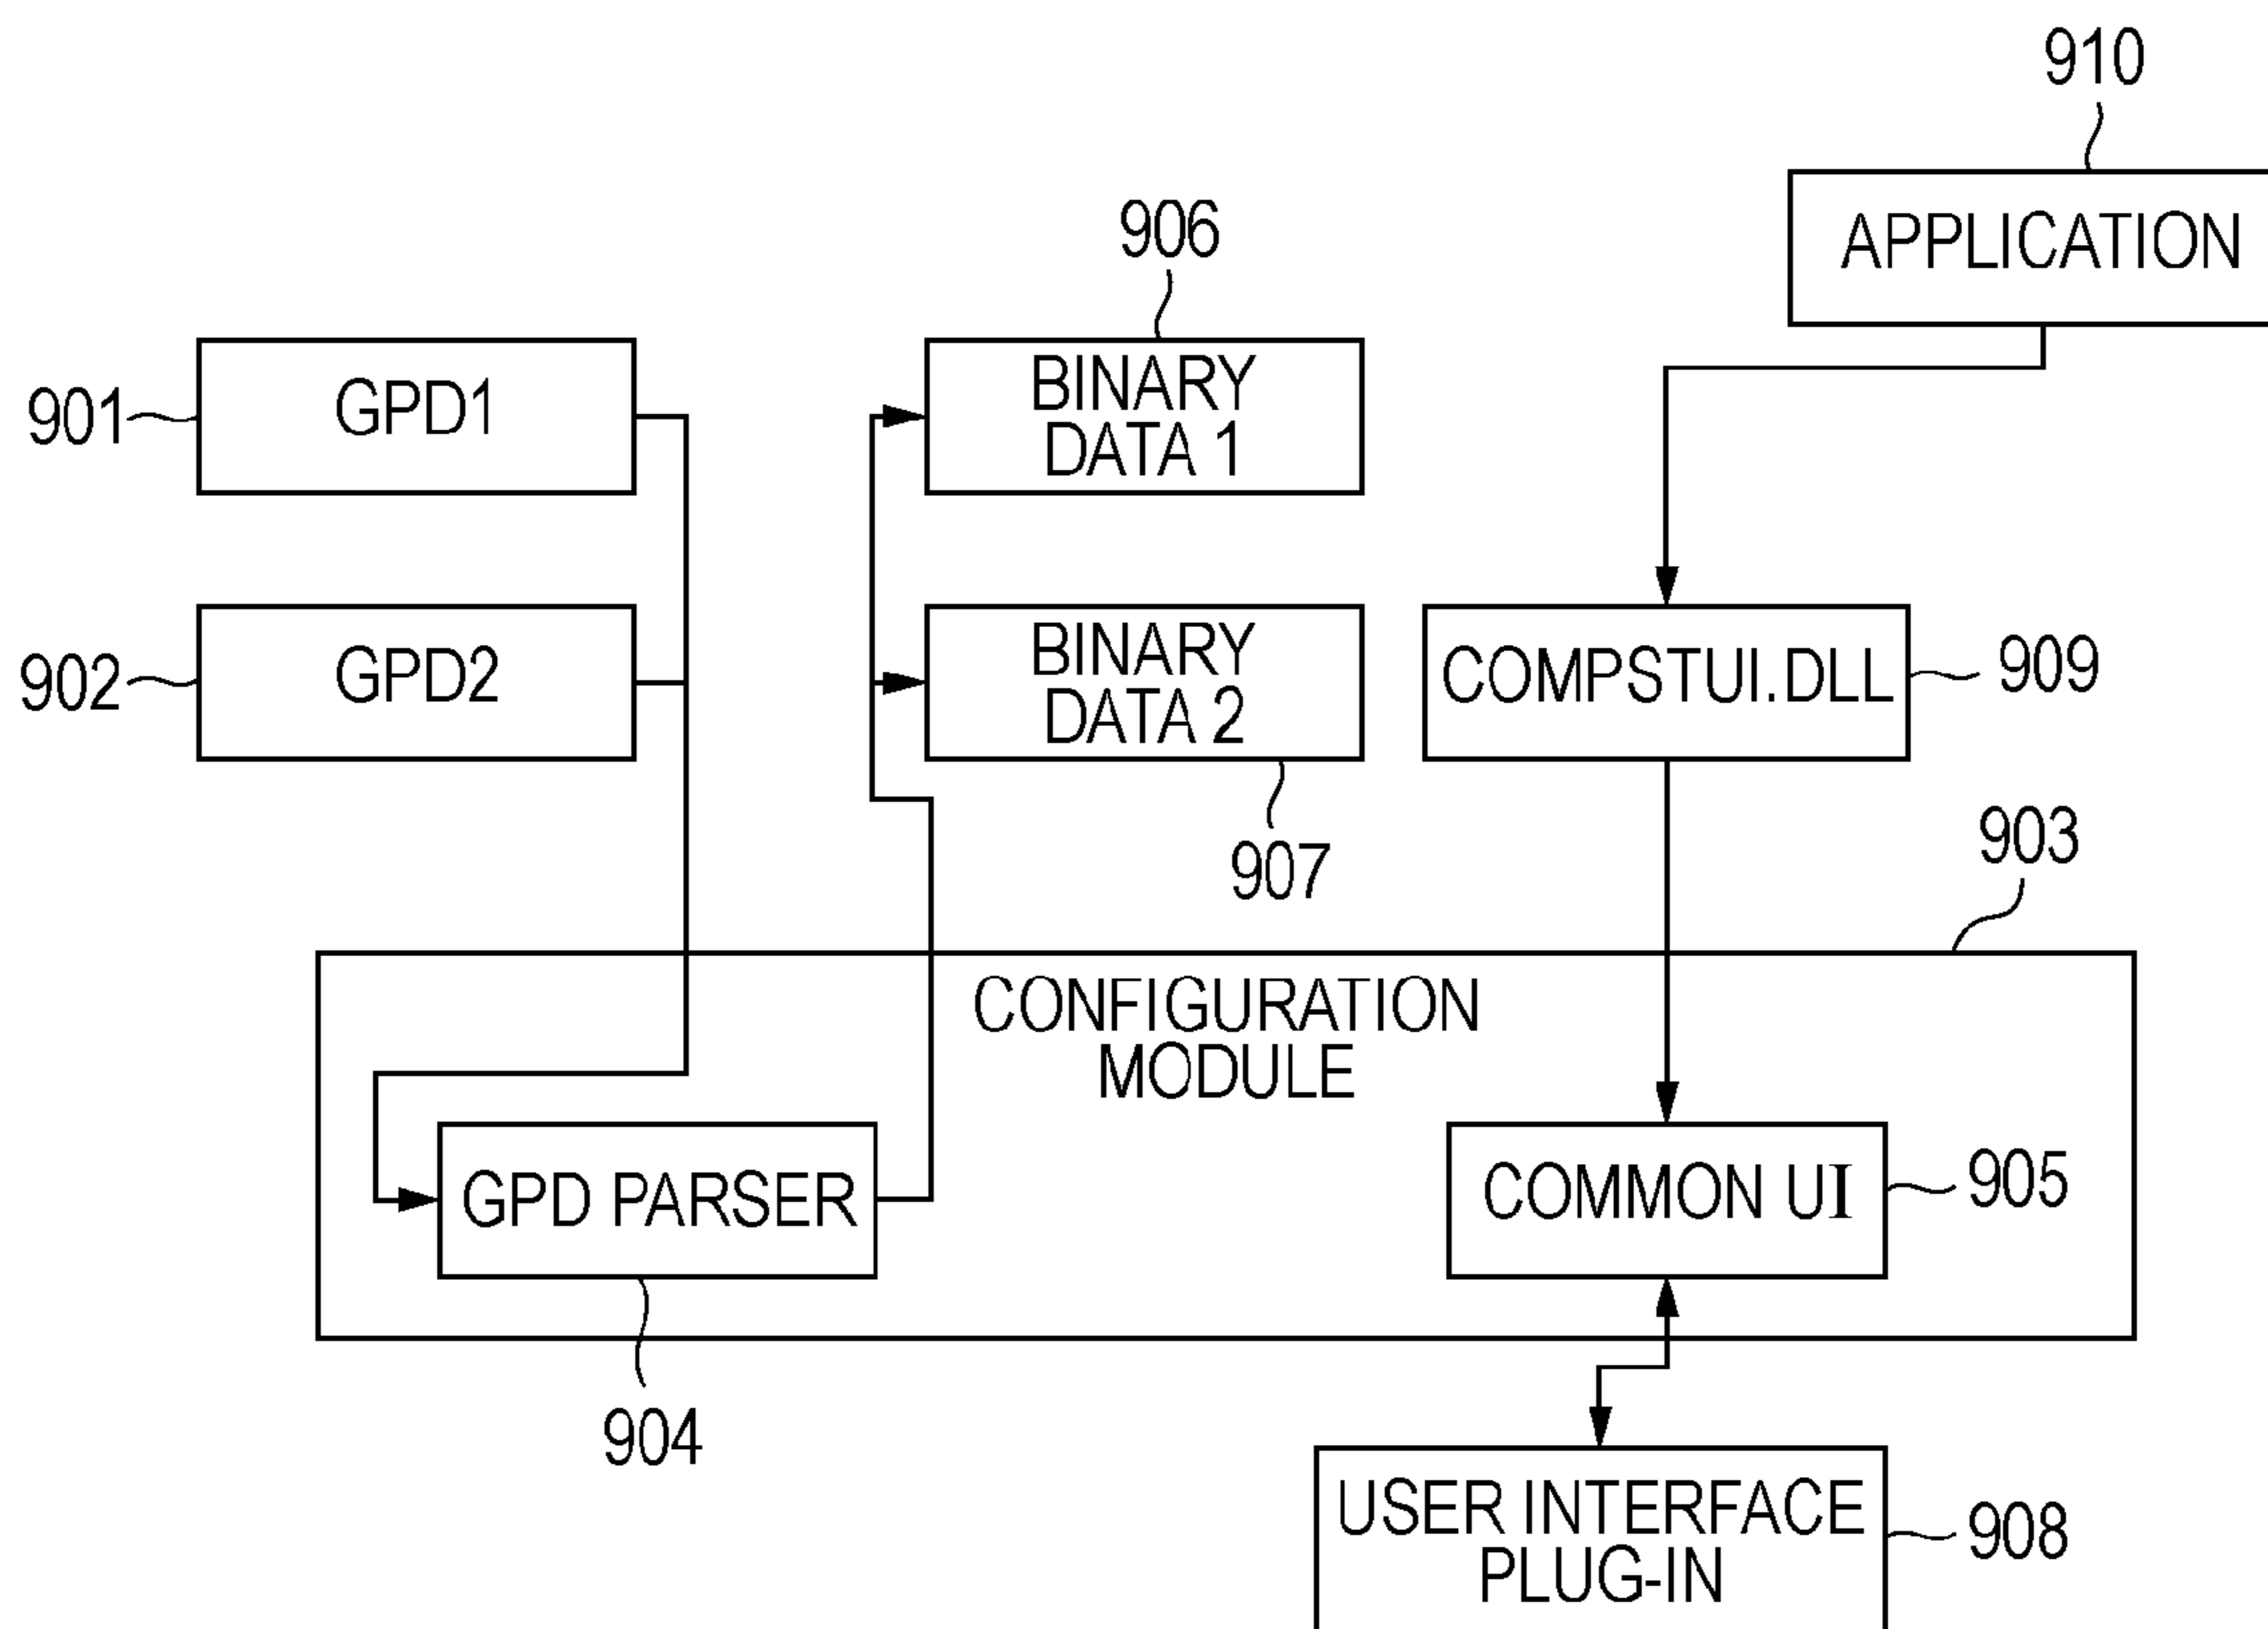 910
APPLICATION
906
901
GPD1
BINARY
DATA 1
902
GPD2
BINARY
DATA 2
COMPSTUI.DLL
909
907
903
CONFIGURATION
MODULE
GPD PARSER
COMMON UI
905
904
USER INTERFACE
PLUG-IN
908